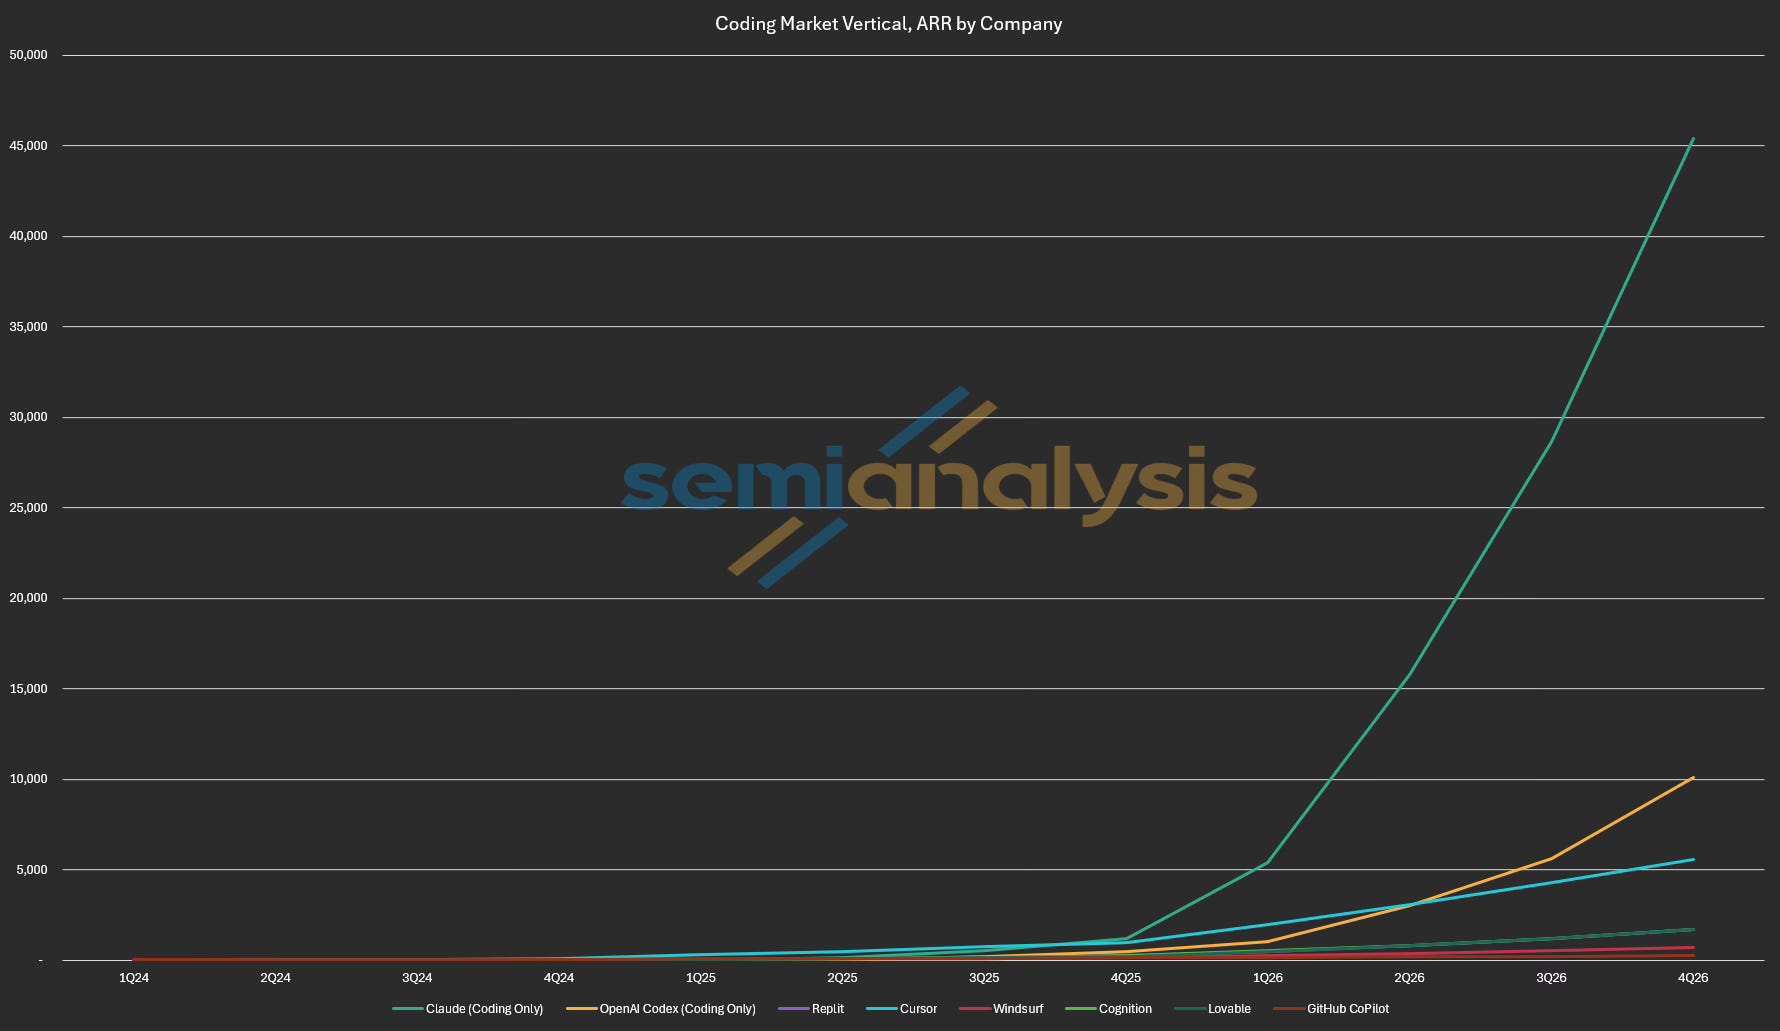 Coding Market Vertical, ARR by Company
50,000
45,000
40,000
35,000
30,000
25,000
20,000
15,000
10,000
5,000
-
semianalysis
1Q24 2Q24 3Q24 4Q24 1Q25 2Q25 3Q25 4Q25 1Q26 2Q26 3Q26 4Q26
Claude (Coding Only) OpenAI Codex (Coding Only) Replit Cursor Windsurf Cognition Lovable GitHub CoPilot